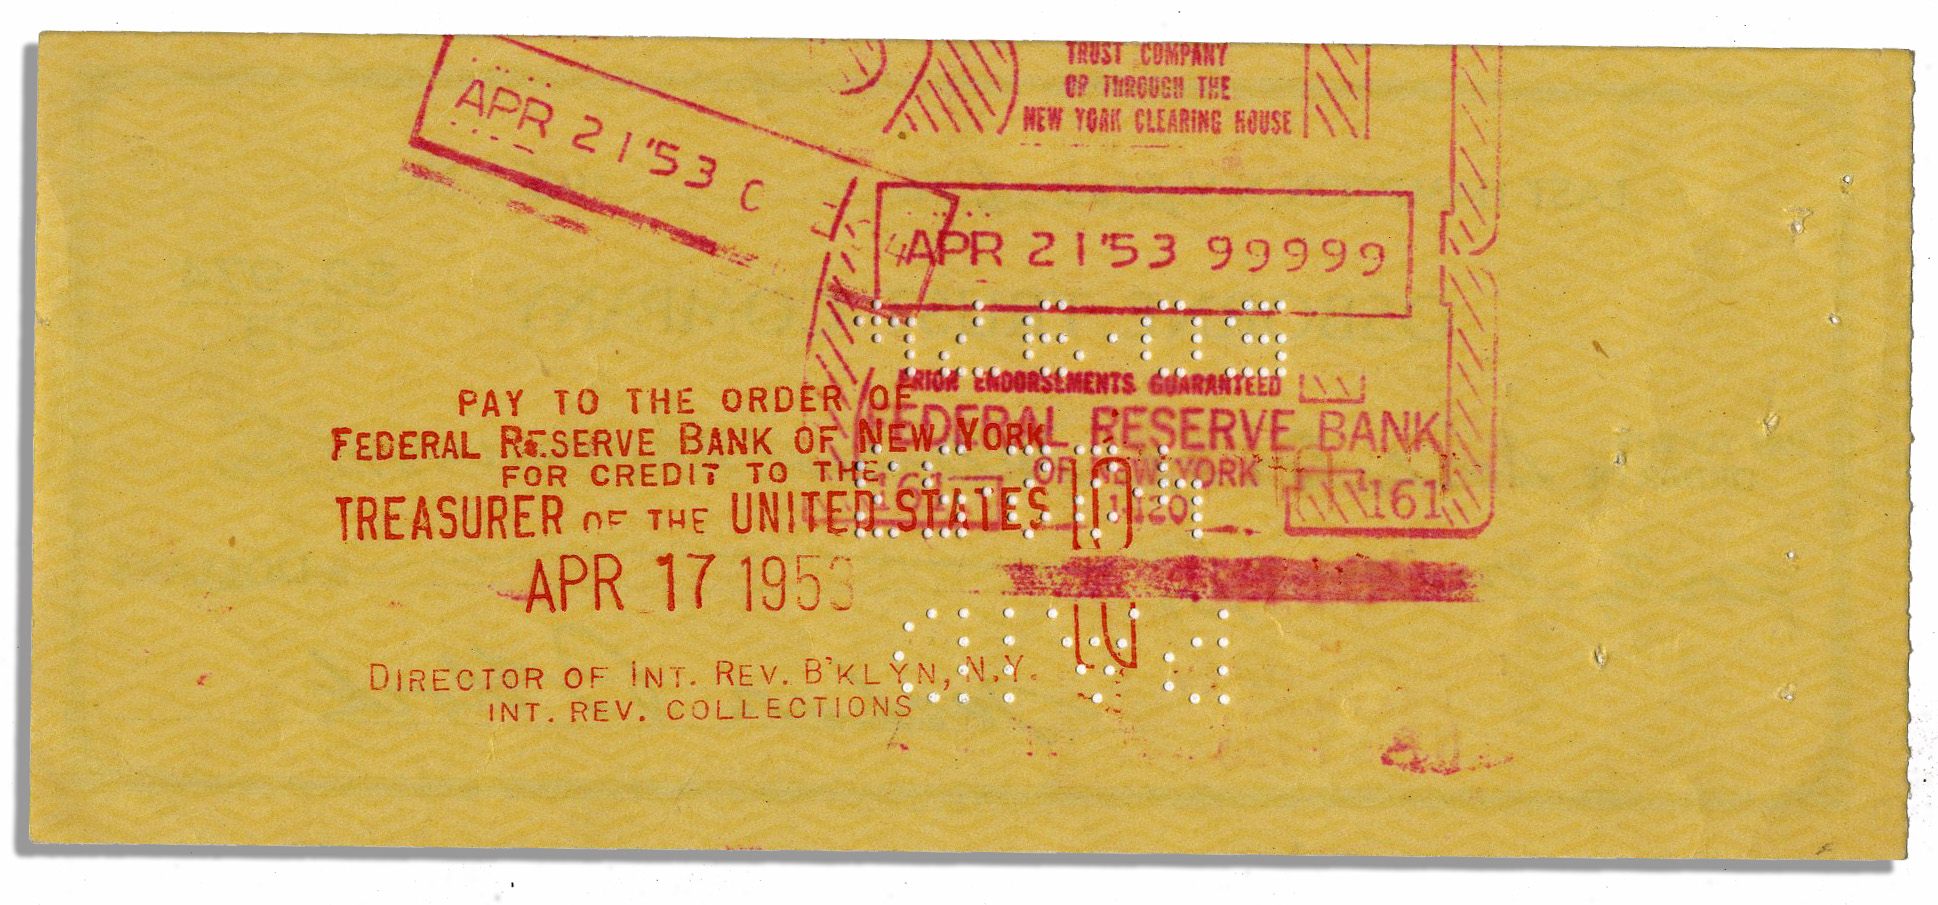 TRUST COMPANY
OR THROUGH THE
NEW YORK CLEARING HOUSE
APR 21 '53 C
APR 21 '53 99999
PRIOR ENDORSEMENTS GUARANTEED
FEDERAL RESERVE BANK
OF NEW YORK
161 1120 161
PAY TO THE ORDER OF
FEDERAL RESERVE BANK OF NEW YORK
FOR CREDIT TO THE
TREASURER OF THE UNITED STATES
APR 17 1953
DIRECTOR OF INT. REV. B'KLYN, N.Y.
INT. REV. COLLECTIONS